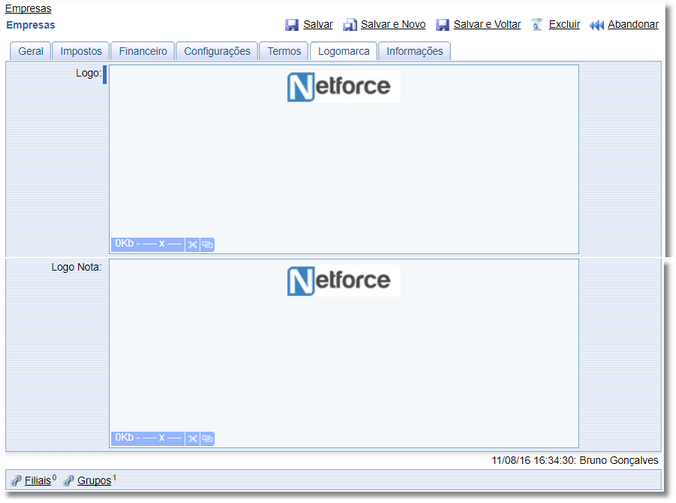 Empresas
Empresas Salvar Salvar e Novo Salvar e Voltar Excluir Abandonar
Geral Impostos Financeiro Configurações Termos Logomarca Informações
Logo:
Netforce
0Kb - ---- x ----
Logo Nota:
Netforce
0Kb - ---- x ----
11/08/16 16:34:30: Bruno Gonçalves
Filiais 0 Grupos 1